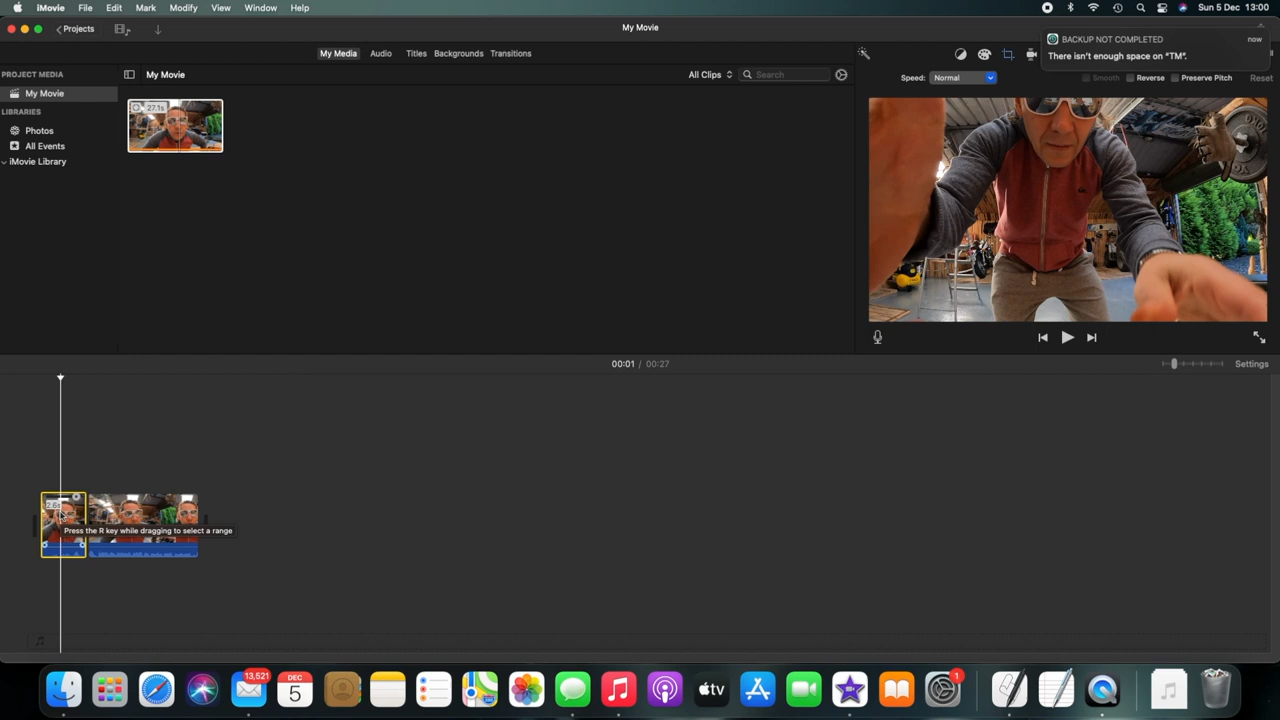 iMovie File Edit Mark Modify View Window Help Sun 5 Dec 13:00
Projects My Movie
BACKUP NOT COMPLETED now
There isn't enough space on “TM”.
My Media Audio Titles Backgrounds Transitions
PROJECT MEDIA My Movie All Clips Search Speed: Normal Smooth Reverse Preserve Pitch Reset
My Movie
LIBRARIES
27.1s
Photos
All Events
iMovie Library
00:01 / 00:27 Settings
2.6s
Press the R key while dragging to select a range
13,521
DEC
5
tv
1